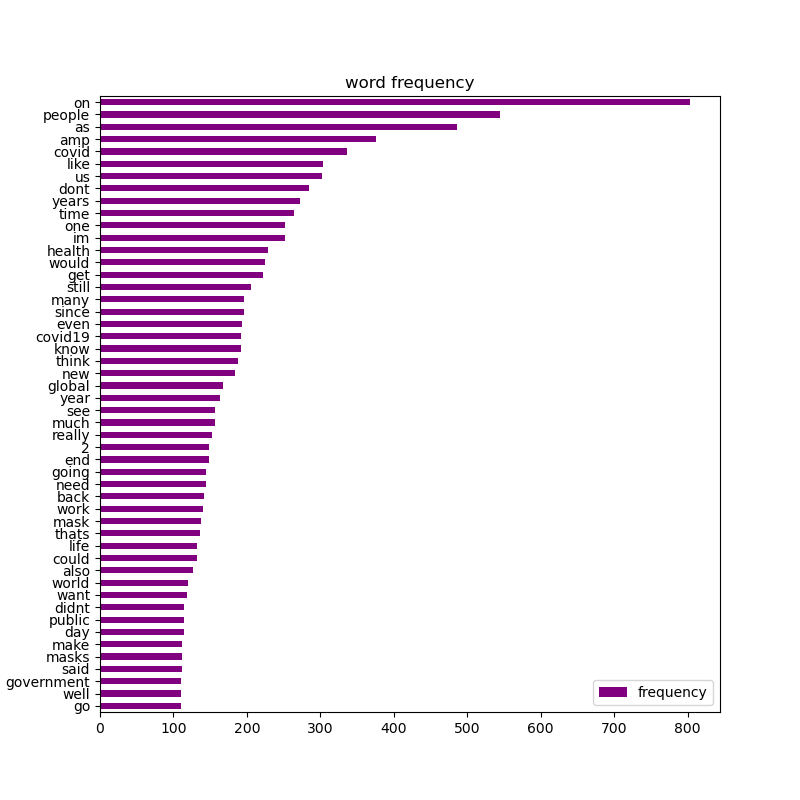 word frequency
on
people
as
amp
covid
like
us
dont
years
time
one
im
health
would
get
still
many
since
even
covid19
know
think
new
global
year
see
much
really
2
end
going
need
back
work
mask
thats
life
could
also
world
want
didnt
public
day
make
masks
said
government
well
go
frequency
0 100 200 300 400 500 600 700 800